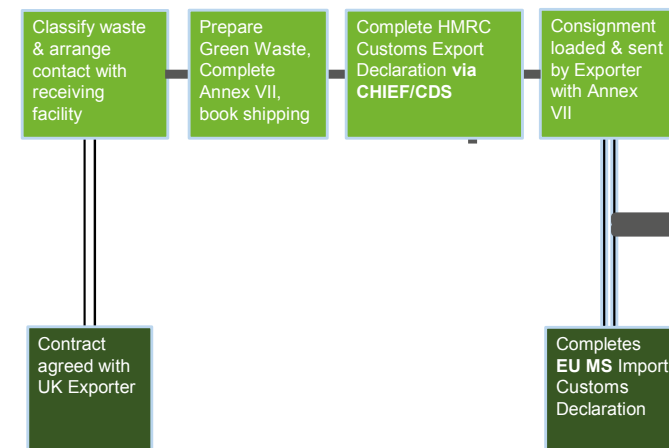 Classify waste
& arrange
contact with
receiving
facility
Prepare
Green Waste,
Complete
Annex VII,
book shipping
Complete HMRC
Customs Export
Declaration via
CHIEF/CDS
Consignment
loaded & sent
by Exporter
with Annex
VII
Contract
agreed with
UK Exporter
Completes
EU MS Import
Customs
Declaration